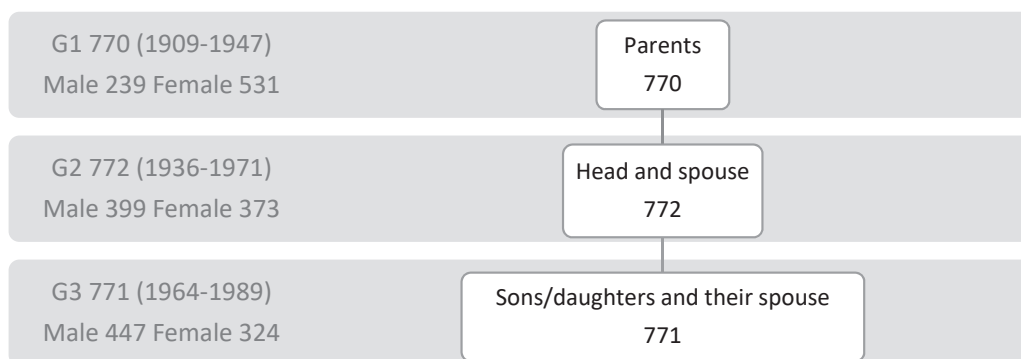 G1 770 (1909-1947)
Male 239 Female 531
Parents
770
G2 772 (1936-1971)
Male 399 Female 373
Head and spouse
772
G3 771 (1964-1989)
Male 447 Female 324
Sons/daughters and their spouse
771